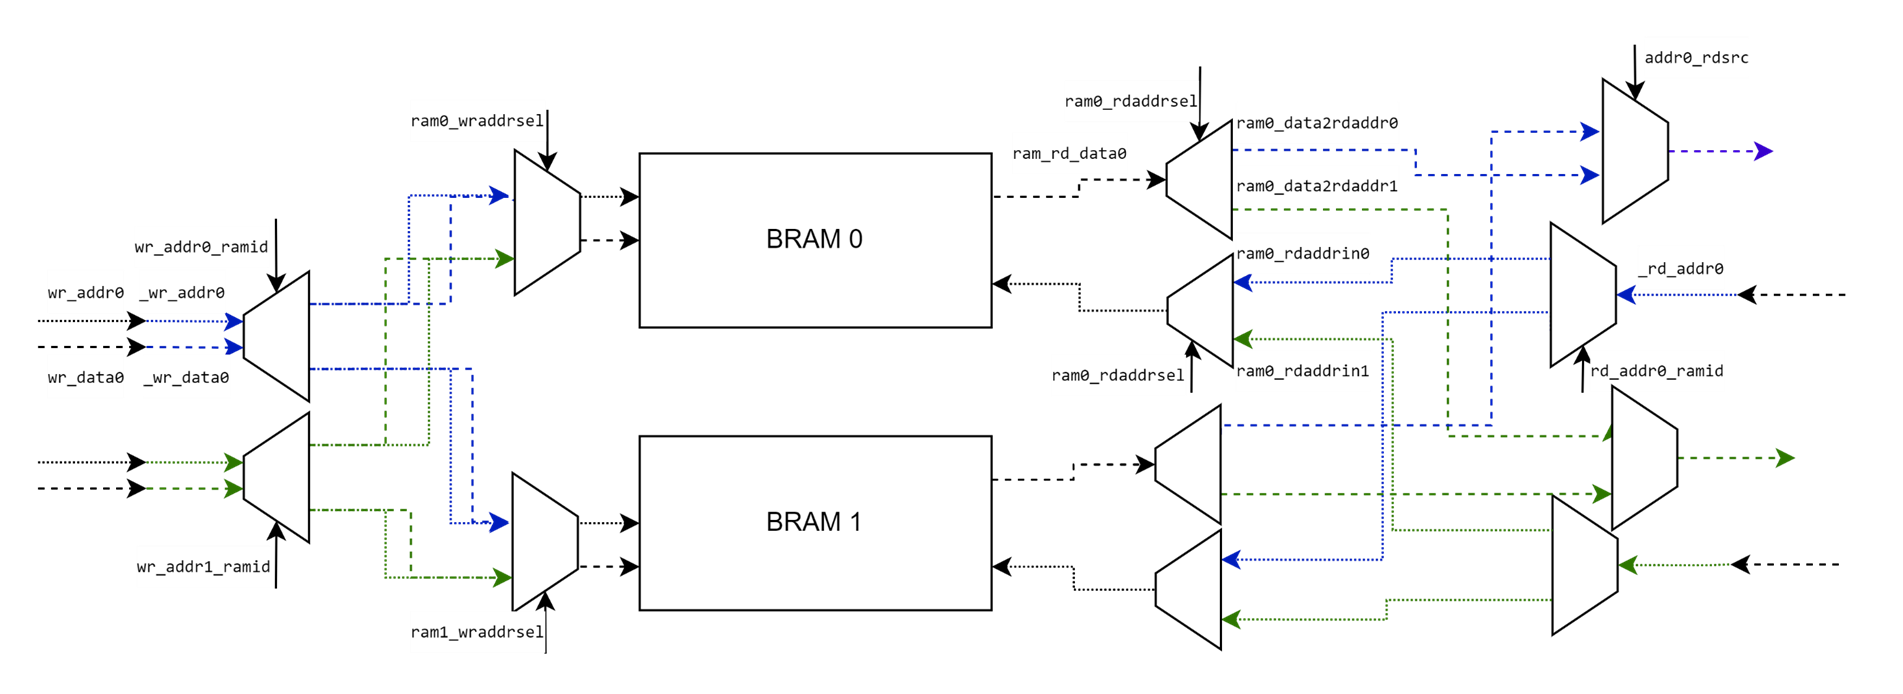 addr0_rdsrc
ram0_rdaddrsel
ram0_wraddrsel
ram0_data2rdaddr0
ram_rd_data0
ram0_data2rdaddr1
wr_addr0_ramid
BRAM 0
ram0_rdaddrin0
_rd_addr0
wr_addr0 _wr_addr0
wr_data0 _wr_data0
ram0_rdaddrsel
ram0_rdaddrin1
rd_addr0_ramid
BRAM 1
wr_addr1_ramid
ram1_wraddrsel